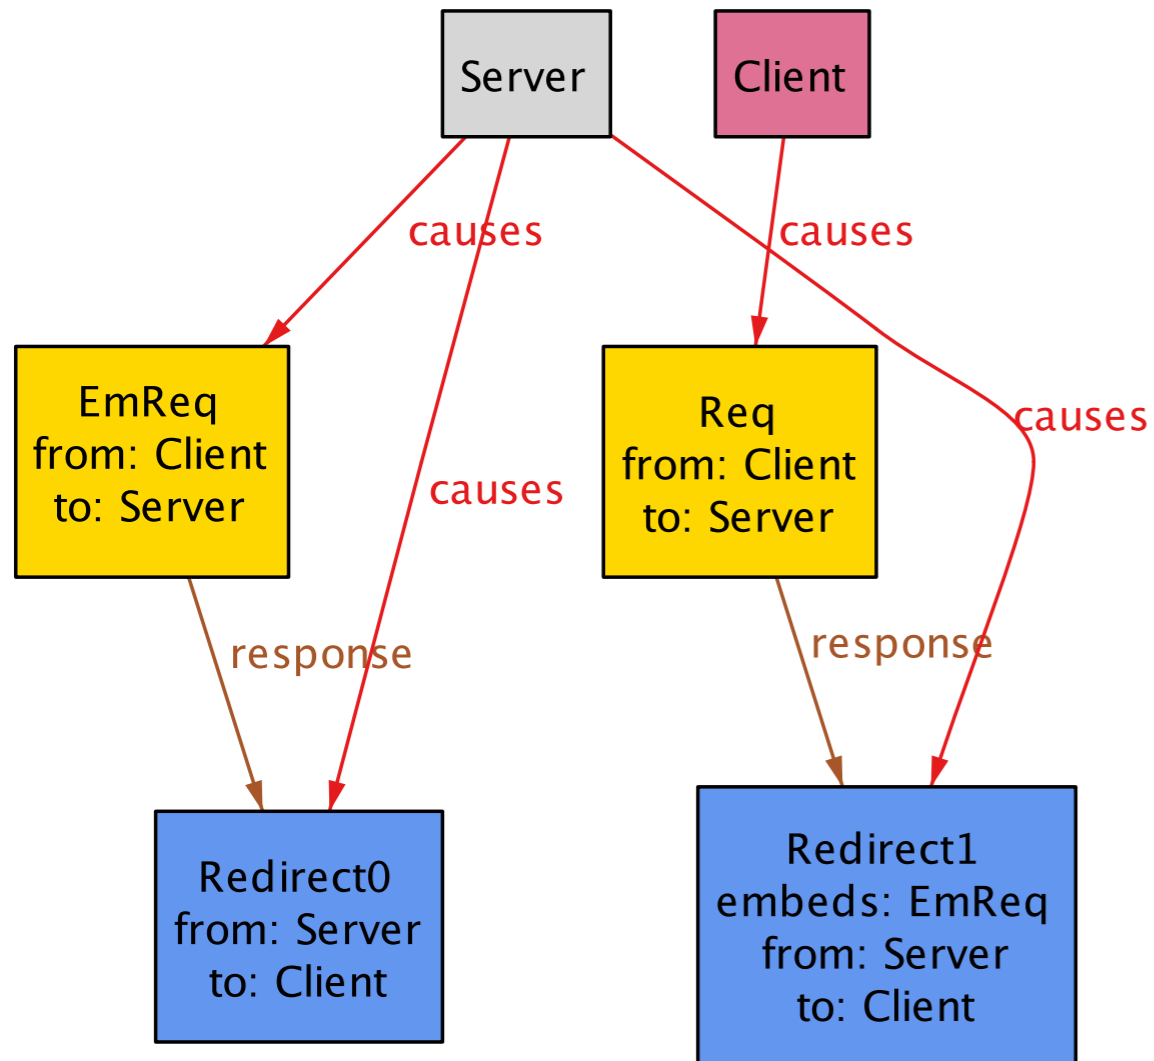 Server
Client
causes
causes
causes
causes
EmReq
from: Client
to: Server
Req
from: Client
to: Server
response
response
Redirect0
from: Server
to: Client
Redirect1
embeds: EmReq
from: Server
to: Client